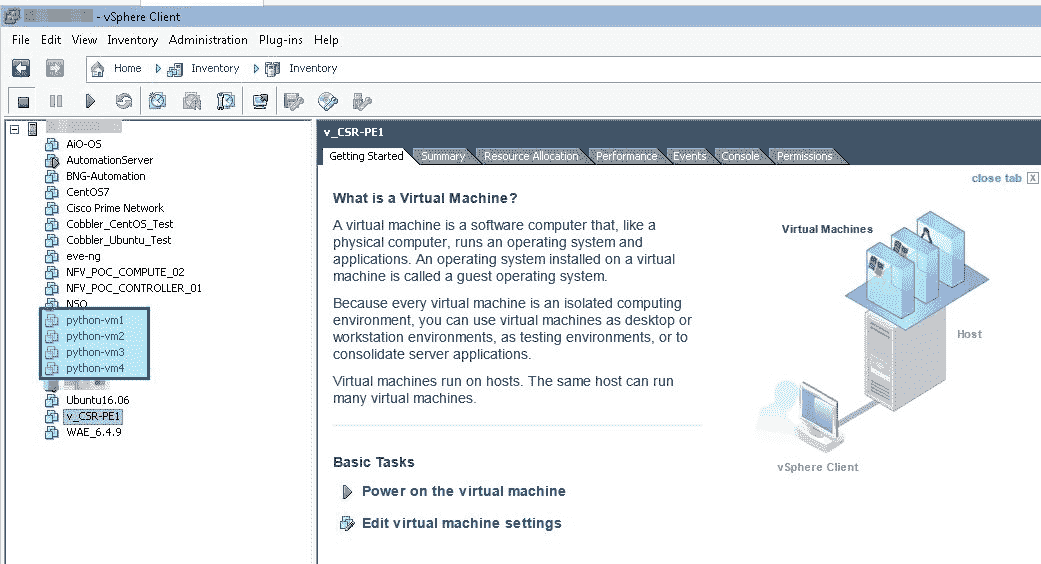 - vSphere Client
File Edit View Inventory Administration Plug-ins Help
Home Inventory Inventory
AiO-OS
AutomationServer
BNG-Automation
CentOS7
Cisco Prime Network
Cobbler_CentOS_Test
Cobbler_Ubuntu_Test
eve-ng
NFV_POC_COMPUTE_02
NFV_POC_CONTROLLER_01
NSO
python-vm1
python-vm2
python-vm3
python-vm4
Ubuntu16.06
v_CSR-PE1
WAE_6.4.9
v_CSR-PE1
Getting Started Summary Resource Allocation Performance Events Console Permissions
close tab X
What is a Virtual Machine?
A virtual machine is a software computer that, like a
physical computer, runs an operating system and
applications. An operating system installed on a virtual
machine is called a guest operating system.
Because every virtual machine is an isolated computing
environment, you can use virtual machines as desktop or
workstation environments, as testing environments, or to
consolidate server applications.
Virtual machines run on hosts. The same host can run
many virtual machines.
Basic Tasks
Power on the virtual machine
Edit virtual machine settings
Virtual Machines
Host
vSphere Client